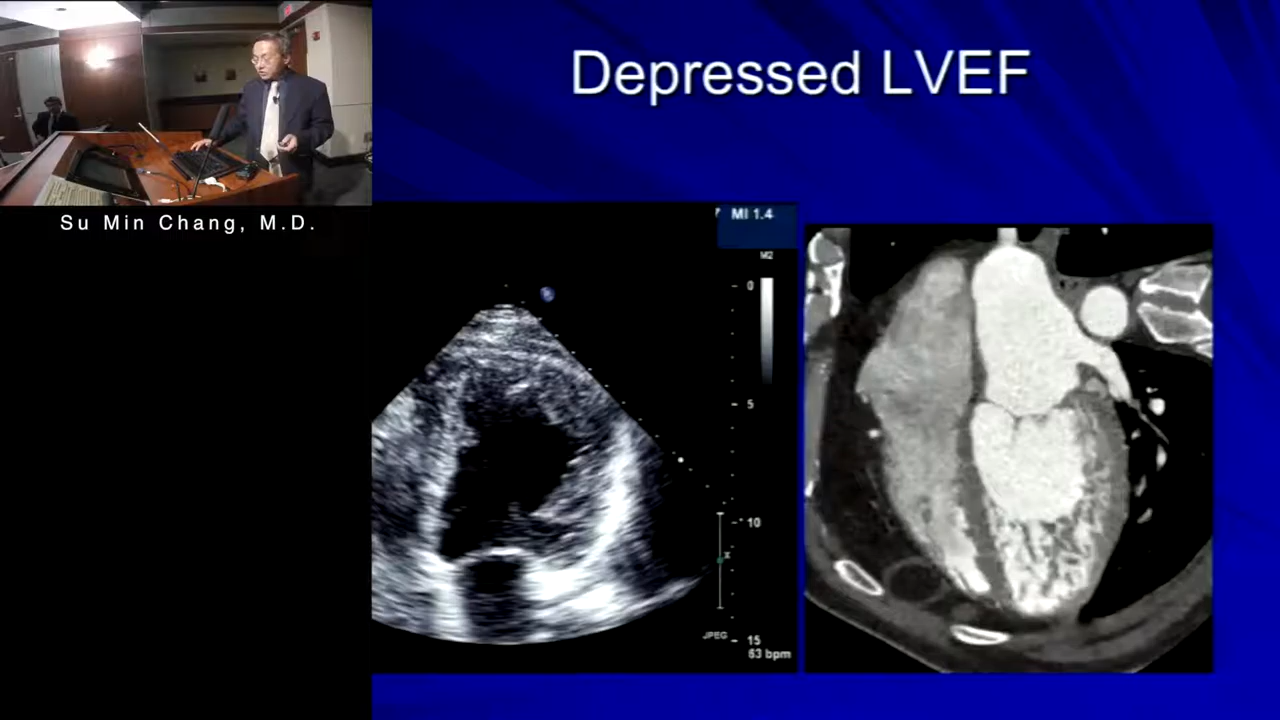 Depressed LVEF
Su Min Chang, M.D.
MI 1.4
M2
0
5
10
15
JPEG
63 bpm